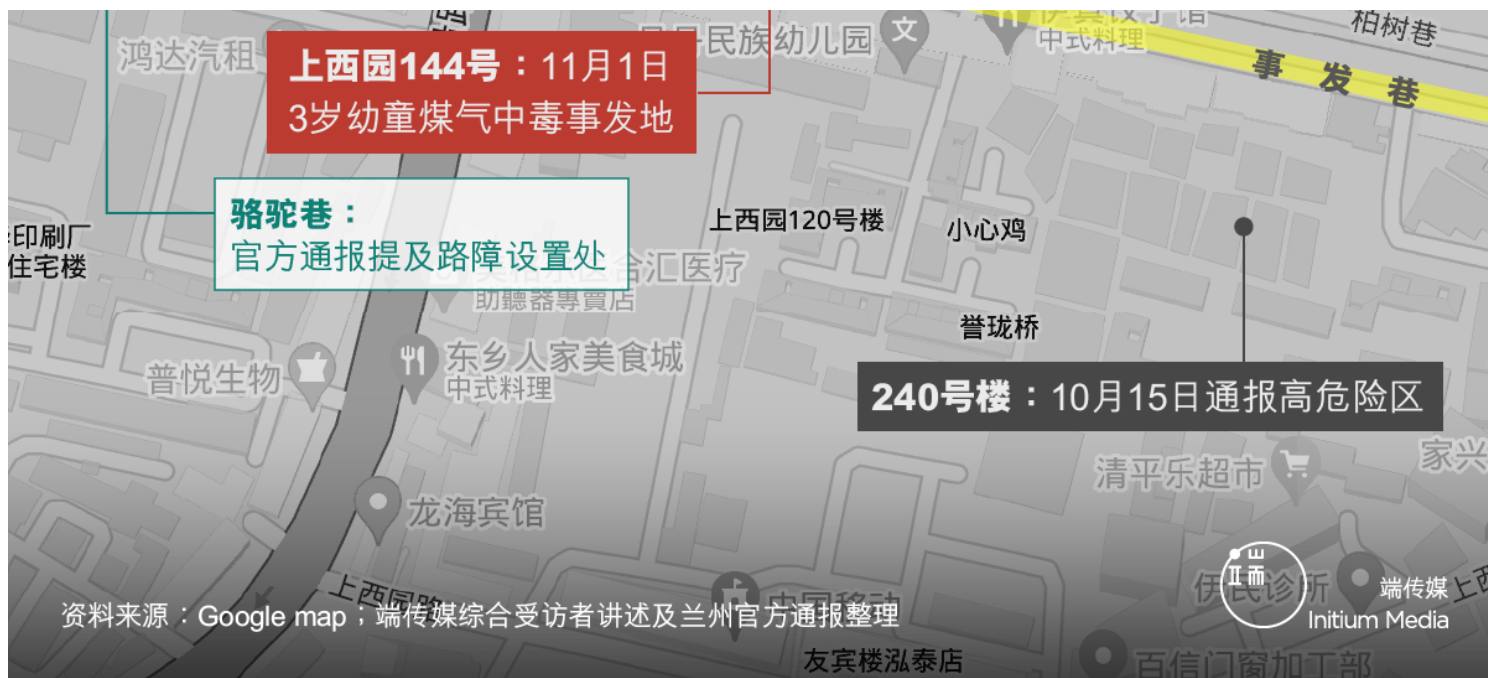 柏树巷
鸿达汽租
民族幼儿园
文
中式料理
事发巷
上西园144号：11月1日
3岁幼童煤气中毒事发地
骆驼巷：
官方通报提及路障设置处
上西园120号楼
小心鸡
印刷厂
住宅楼
合汇医疗
助聽器專賣店
誉珑桥
东乡人家美食城
中式料理
普悦生物
240号楼：10月15日通报高危险区
家兴
清平乐超市
龙海宾馆
上西园路
伊民诊所
中国移动
端传媒
Initium Media
资料来源：Google map；端传媒综合受访者讲述及兰州官方通报整理
友宾楼泓泰店
百信门窗加工部